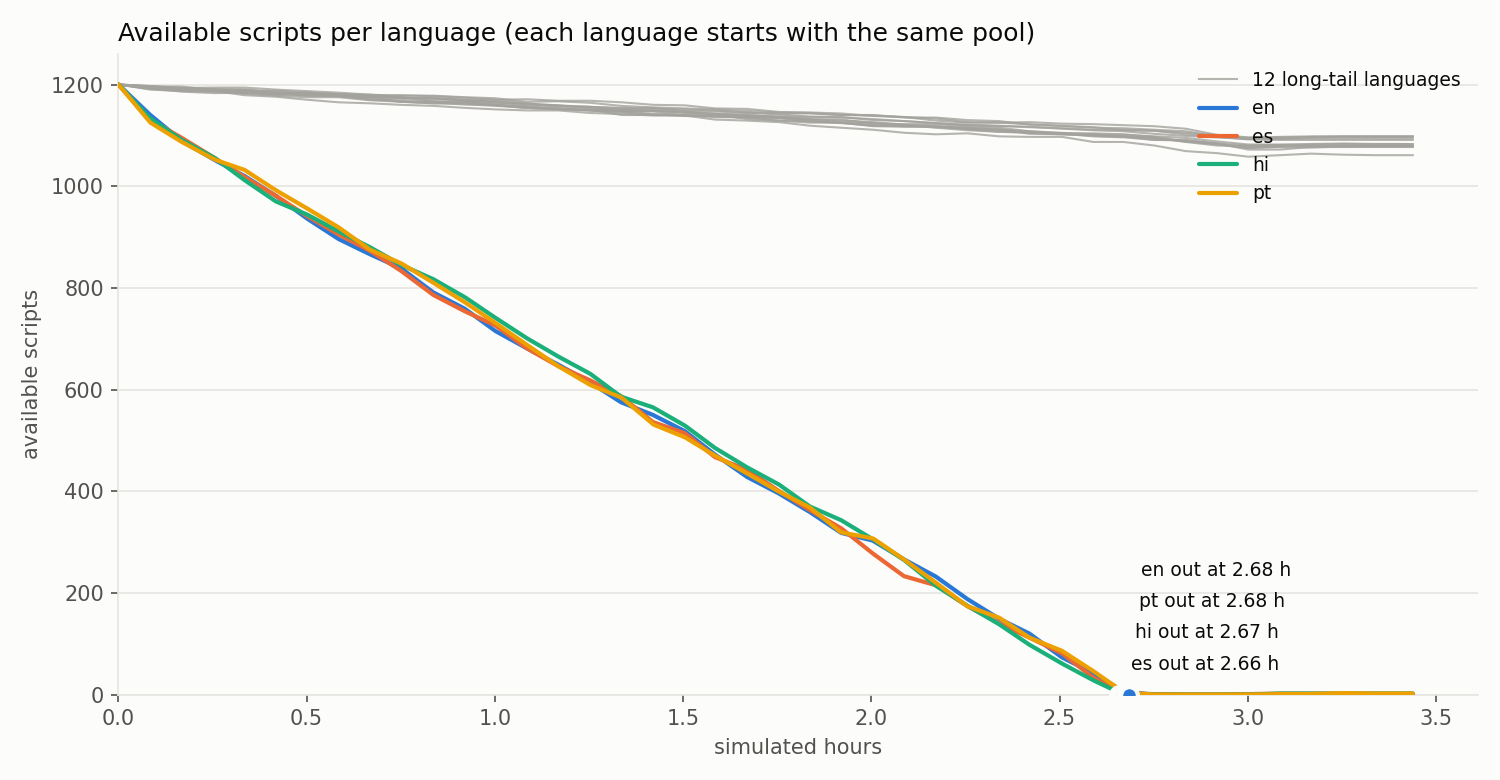 Available scripts per language (each language starts with the same pool)
available scripts
1200
1000
800
600
400
200
0
12 long-tail languages
en
es
hi
pt
en out at 2.68 h
pt out at 2.68 h
hi out at 2.67 h
es out at 2.66 h
0.0 0.5 1.0 1.5 2.0 2.5 3.0 3.5
simulated hours